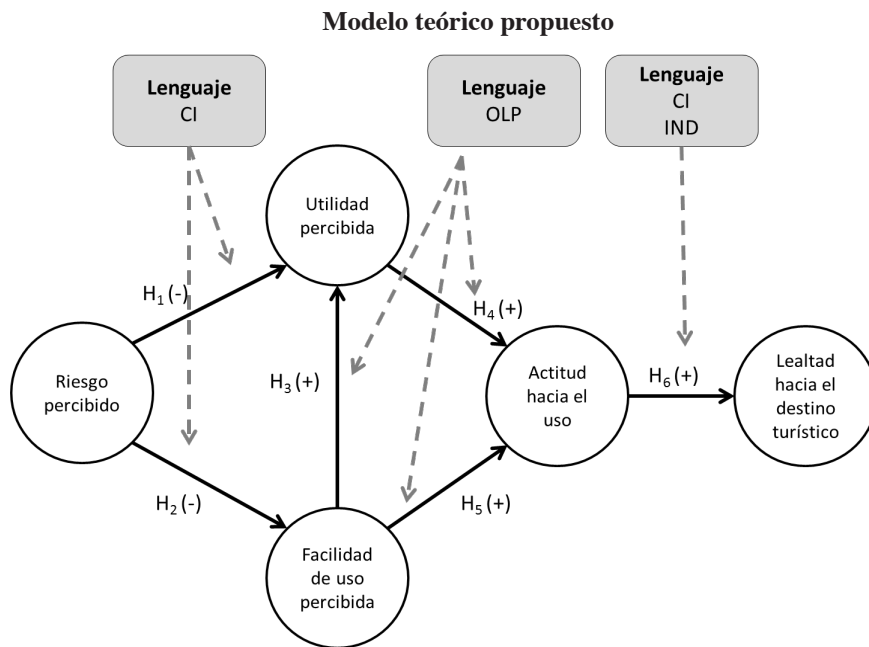 Modelo teórico propuesto
Lenguaje
CI
Lenguaje
OLP
Lenguaje
CI
IND
Utilidad
percibida
H₁ (-)
H₄ (+)
Riesgo
percibido
H₃ (+)
Actitud
hacia el
uso
H₆ (+)
Lealtad
hacia el
destino
turístico
H₂ (-)
H₅ (+)
Facilidad
de uso
percibida